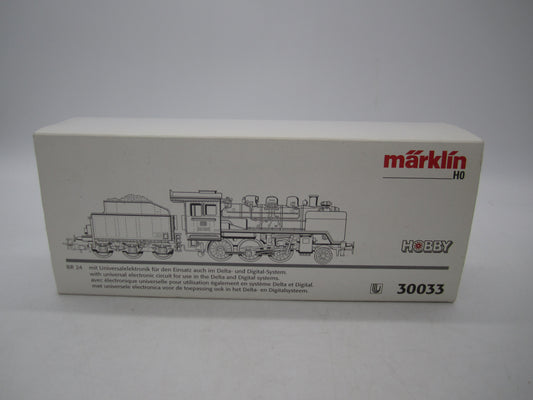 märklin
H0
HOBBY
BR 24 mit Universalelektronik für den Einsatz auch im Delta- und Digital-System.
with universal electronic circuit for use in the Delta and Digital systems.
avec électronique universelle pour utilisation également en système Delta et Digital.
met universele electronica voor de toepassing ook in het Delta- en Digitalsysteem.
U 30033